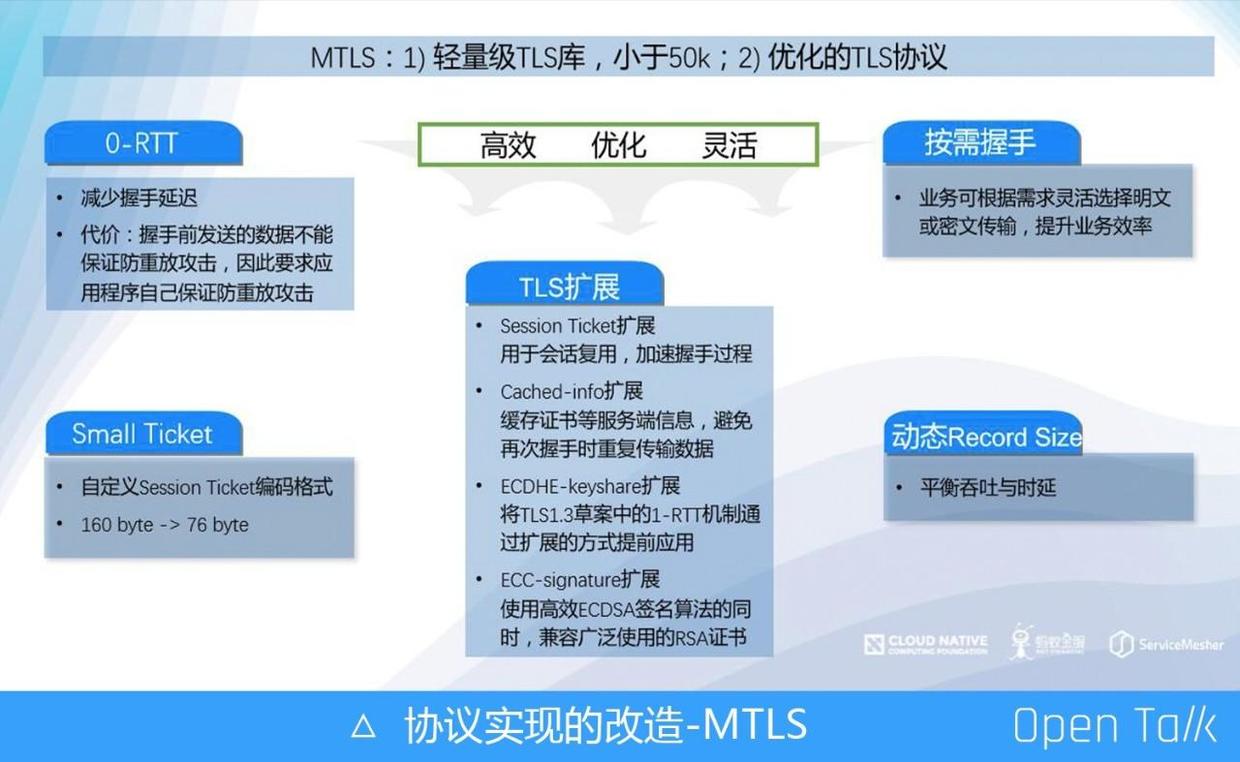 MTLS：1) 轻量级TLS库，小于50k；2) 优化的TLS协议
高效 优化 灵活
0-RTT
• 减少握手延迟
• 代价：握手前发送的数据不能
保证防重放攻击，因此要求应
用程序自己保证防重放攻击
按需握手
• 业务可根据需求灵活选择明文
或密文传输，提升业务效率
TLS扩展
• Session Ticket扩展
用于会话复用，加速握手过程
• Cached-info扩展
缓存证书等服务端信息，避免
再次握手时重复传输数据
• ECDHE-keyshare扩展
将TLS1.3草案中的1-RTT机制通
过扩展的方式提前应用
• ECC-signature扩展
使用高效ECDSA签名算法的同
时，兼容广泛使用的RSA证书
Small Ticket
• 自定义Session Ticket编码格式
• 160 byte -> 76 byte
动态Record Size
• 平衡吞吐与时延
CLOUD NATIVE
COMPUTING FOUNDATION
蚂蚁金服
ANT FINANCIAL
ServiceMesher
△ 协议实现的改造-MTLS
Open Talk